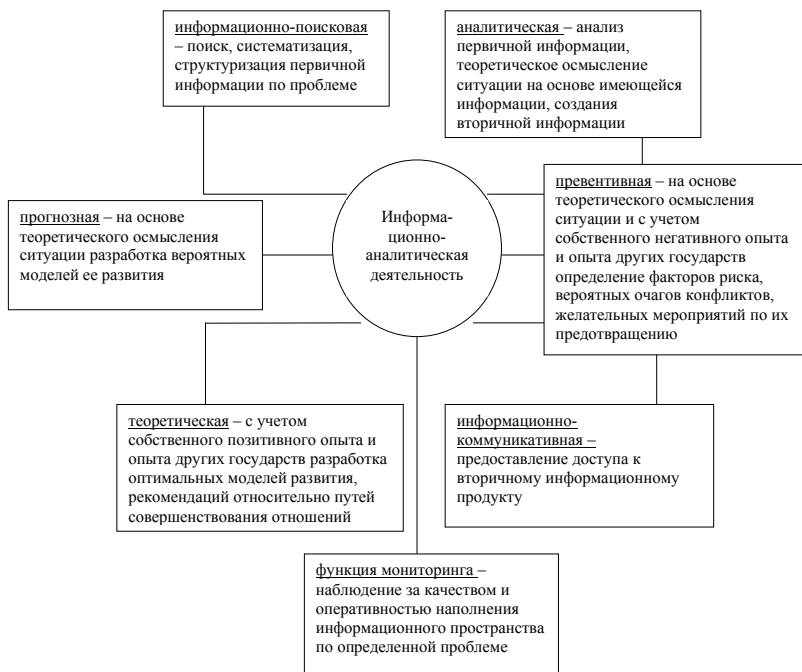 информационно-поисковая
– поиск, систематизация,
структуризация первичной
информации по проблеме
аналитическая – анализ
первичной информации,
теоретическое осмысление
ситуации на основе имеющейся
информации, создания
вторичной информации
Информа-
ционно-
аналитическая
деятельность
прогнозная – на основе
теоретического осмысления
ситуации разработка вероятных
моделей ее развития
превентивная – на основе
теоретического осмысления
ситуации и с учетом
собственного негативного опыта
и опыта других государств
определение факторов риска,
вероятных очагов конфликтов,
желательных мероприятий по их
предотвращению
теоретическая – с учетом
собственного позитивного опыта и
опыта других государств разработка
оптимальных моделей развития,
рекомендаций относительно путей
совершенствования отношений
информационно-
коммуникативная –
предоставление доступа к
вторичному информационному
продукту
функция мониторинга –
наблюдение за качеством и
оперативностью наполнения
информационного пространства
по определенной проблеме